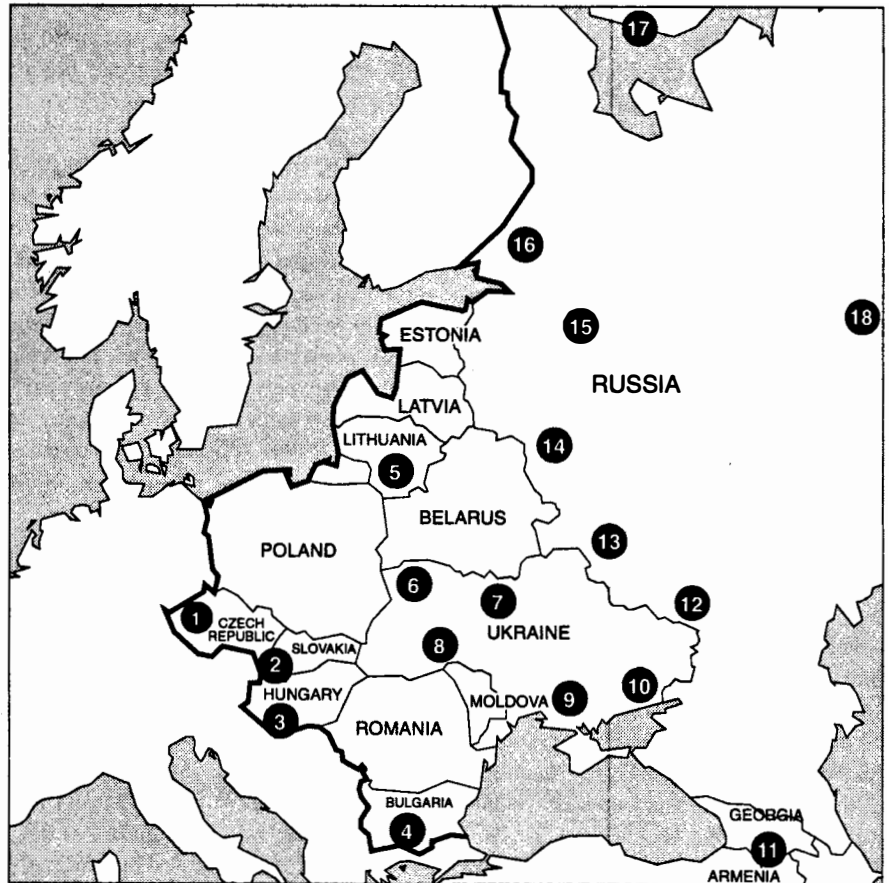 17
16
18
15
ESTONIA
RUSSIA
LATVIA
14
LITHUANIA
5
BELARUS
13
POLAND
6
7
12
1
CZECH
REPUBLIC
UKRAINE
8
SLOVAKIA
2
10
HUNGARY
MOLDOVA
9
3
ROMANIA
BULGARIA
GEORGIA
4
11
ARMENIA